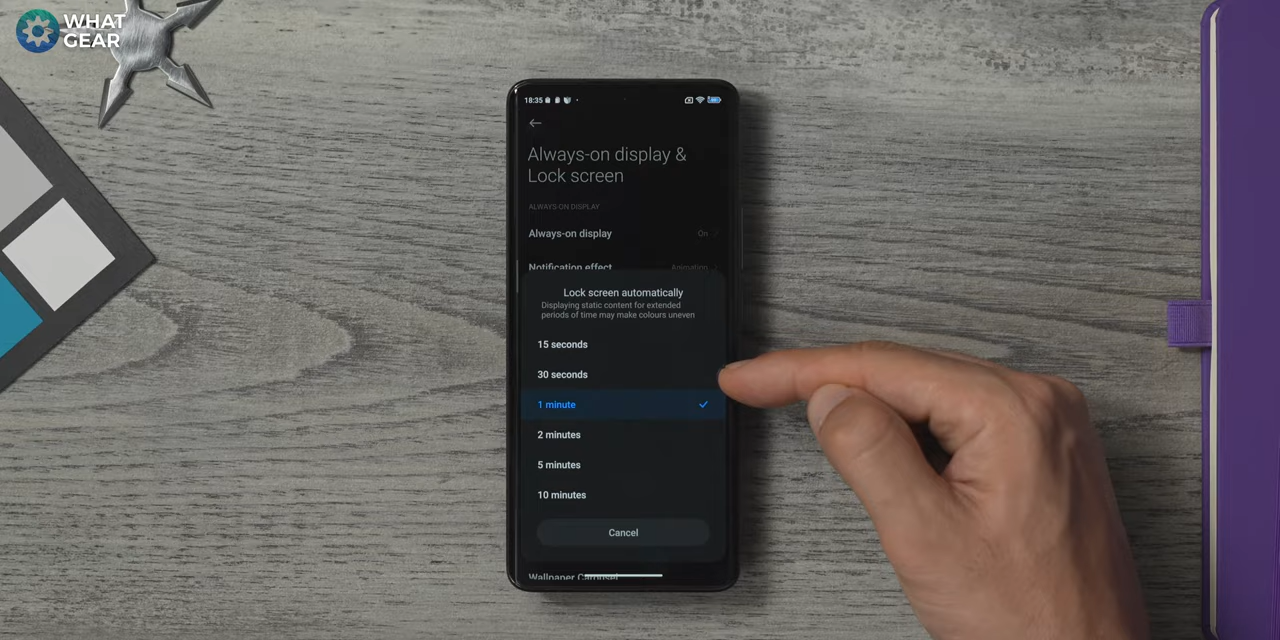 WHAT
GEAR
18:35
Always-on display &
Lock screen
ALWAYS-ON DISPLAY
Always-on display On
Notification effect Animation
Lock screen automatically
Displaying static content for extended
periods of time may make colours uneven
15 seconds
30 seconds
1 minute
2 minutes
5 minutes
10 minutes
Cancel
Wallpaper Carousel